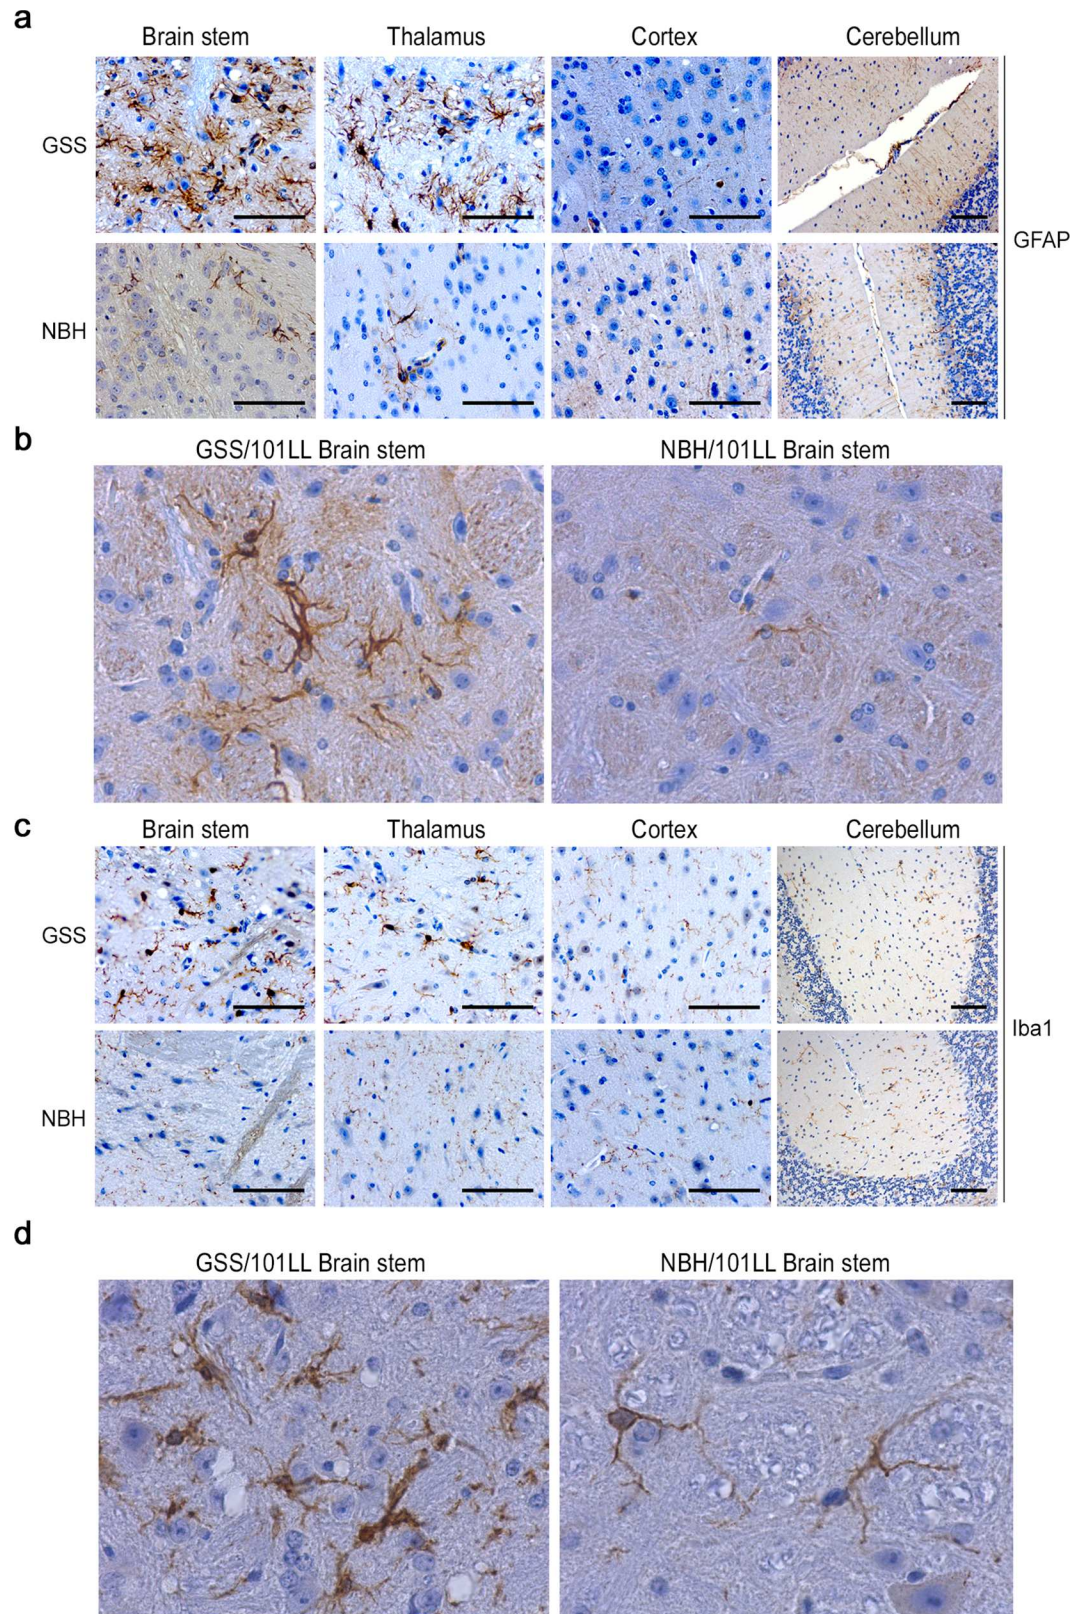 a
Brain stem Thalamus Cortex Cerebellum
GSS
GFAP
NBH
b
GSS/101LL Brain stem NBH/101LL Brain stem
c
Brain stem Thalamus Cortex Cerebellum
GSS
Iba1
NBH
d
GSS/101LL Brain stem NBH/101LL Brain stem